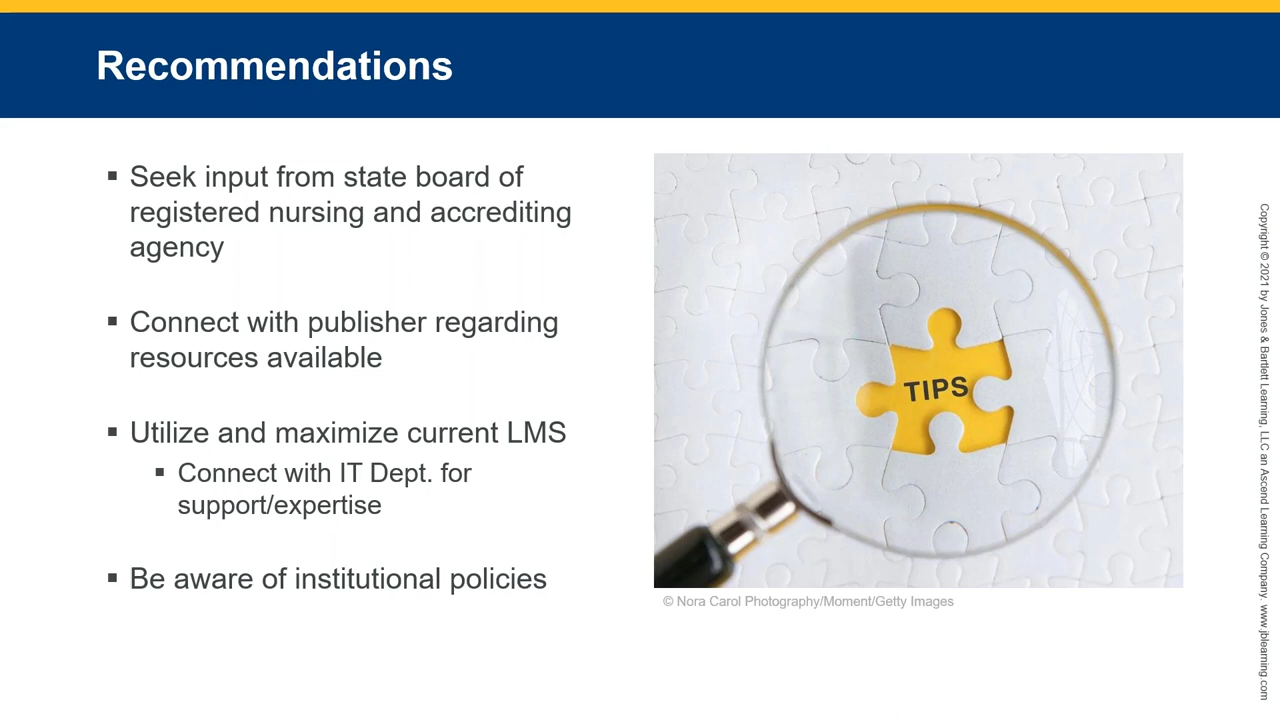 Recommendations
▪ Seek input from state board of
registered nursing and accrediting
agency
▪ Connect with publisher regarding
resources available
▪ Utilize and maximize current LMS
▪ Connect with IT Dept. for
support/expertise
▪ Be aware of institutional policies
TIPS
© Nora Carol Photography/Moment/Getty Images
Copyright © 2021 by Jones & Bartlett Learning, LLC an Ascend Learning Company. www.jblearning.com